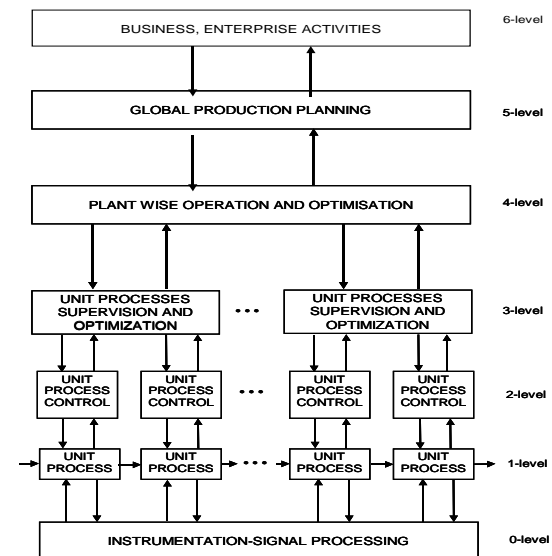 BUSINESS, ENTERPRISE ACTIVITIES
6-level
GLOBAL PRODUCTION PLANNING
5-level
PLANT WISE OPERATION AND OPTIMISATION
4-level
UNIT PROCESSES
SUPERVISION AND
OPTIMIZATION
...
UNIT PROCESSES
SUPERVISION AND
OPTIMIZATION
3-level
UNIT
PROCESS
CONTROL
UNIT
PROCESS
CONTROL
...
UNIT
PROCESS
CONTROL
UNIT
PROCESS
CONTROL
2-level
UNIT
PROCESS
UNIT
PROCESS
...
UNIT
PROCESS
UNIT
PROCESS
1-level
INSTRUMENTATION-SIGNAL PROCESSING
0-level